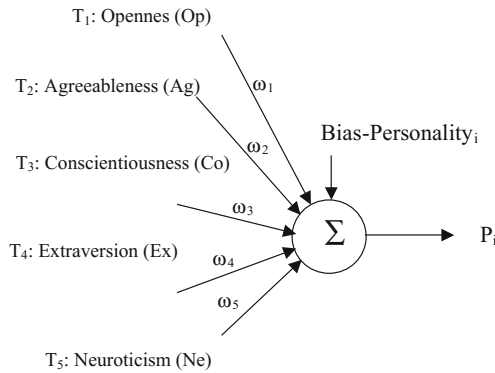 T₁: Opennes (Op)
ω₁
T₂: Agreeableness (Ag)
ω₂
Bias-Personalityᵢ
T₃: Conscientiousness (Co)
ω₃
Σ
Pᵢ
T₄: Extraversion (Ex)
ω₄
ω₅
T₅: Neuroticism (Ne)